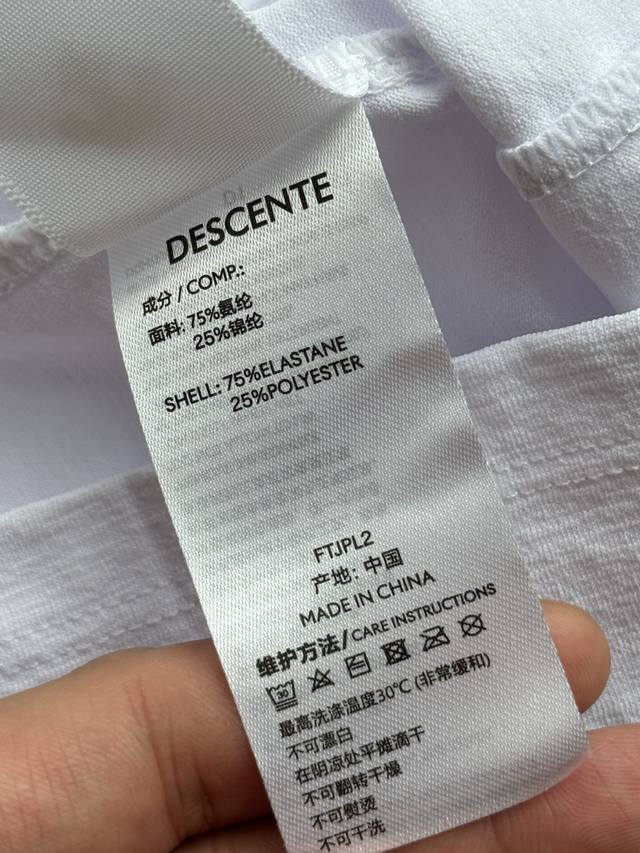 DESCENTE
成分 / COMP.:
面料: 75%氨纶
25%锦纶
SHELL: 75%ELASTANE
25%POLYESTER
FTJPL2
产地: 中国
MADE IN CHINA
维护方法/CARE INSTRUCTIONS
30
最高洗涤温度30℃ (非常缓和)
不可漂白
在阴凉处平摊滴干
不可翻转干燥
不可熨烫
不可干洗